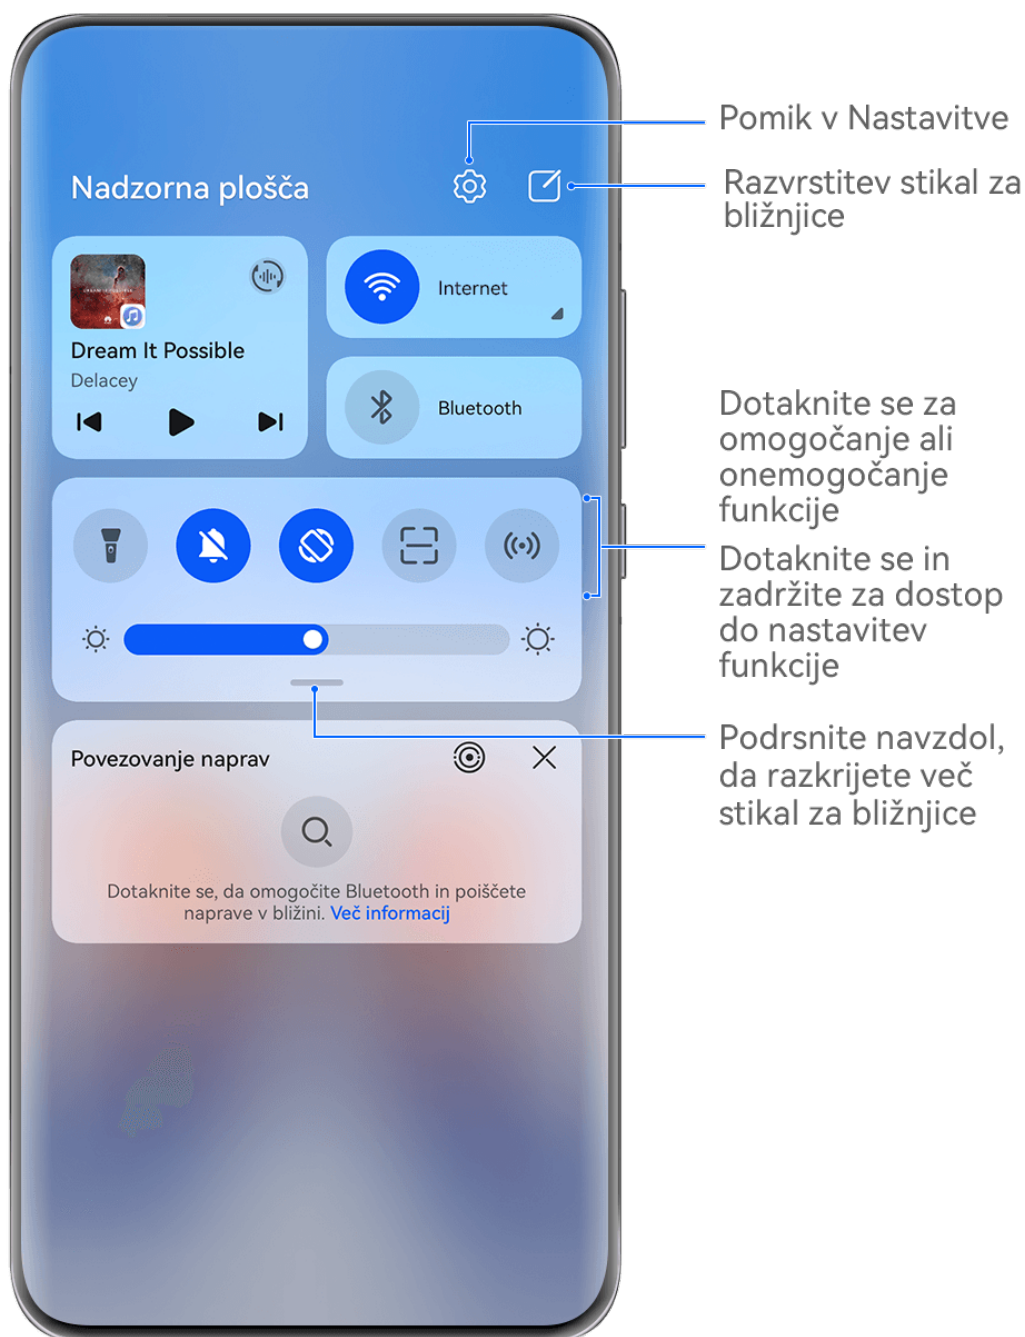 Pomik v Nastavitve
Nadzorna plošča
Razvrstitev stikal za
bližnjice
Internet
Dream It Possible
Delacey
Bluetooth
Dotaknite se za
omogočanje ali
onemogočanje
funkcije
Dotaknite se in
zadržite za dostop
do nastavitev
funkcije
Podrsnite navzdol,
da razkrijete več
stikal za bližnjice
Povezovanje naprav
Dotaknite se, da omogočite Bluetooth in poiščete
naprave v bližini. Več informacij